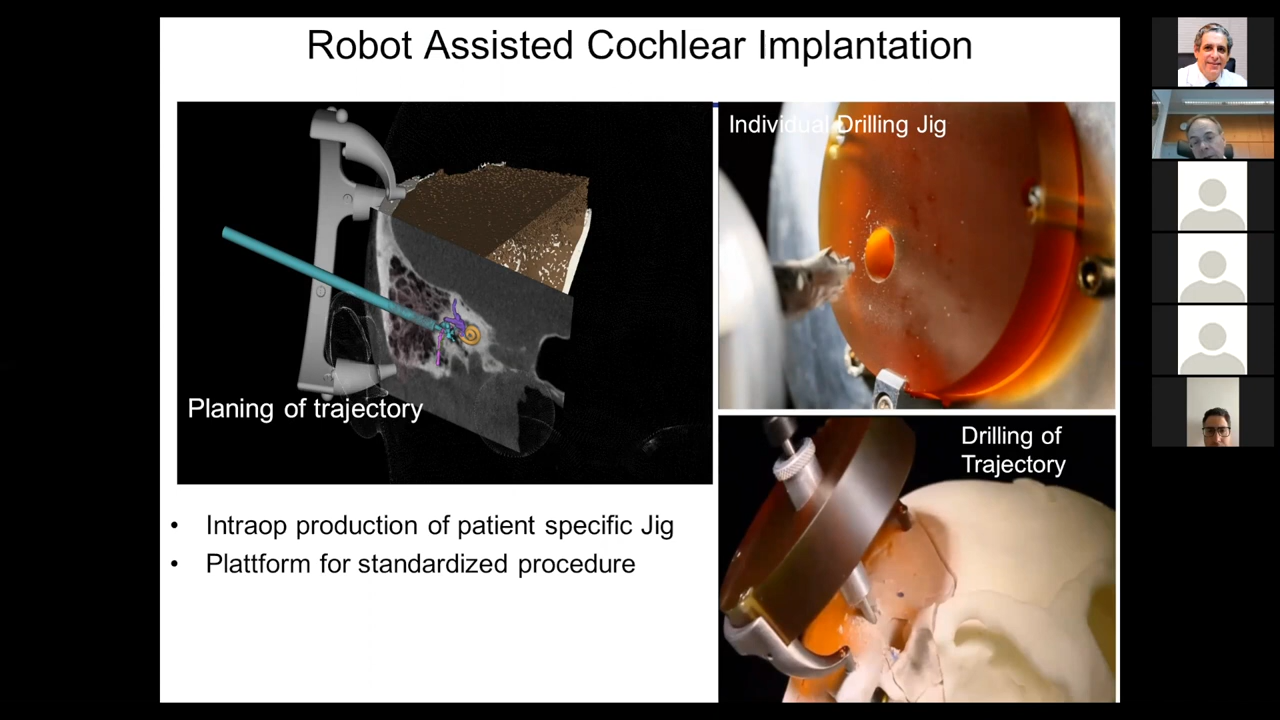 Robot Assisted Cochlear Implantation
Individual Drilling Jig
Planing of trajectory
Drilling of
Trajectory
• Intraop production of patient specific Jig
• Plattform for standardized procedure